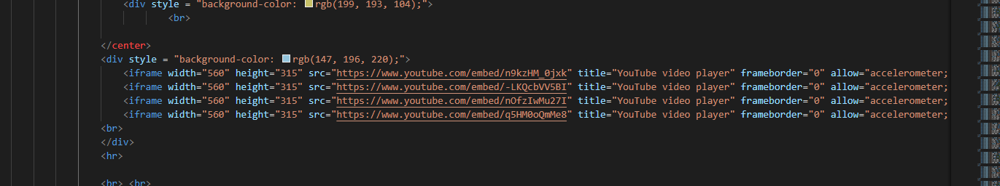 <div style = "background-color: rgb(199, 193, 104);">
<br>
</center>
<div style = "background-color: rgb(147, 196, 220);">
<iframe width="560" height="315" src="https://www.youtube.com/embed/n9kzHM_0jxk" title="YouTube video player" frameborder="0" allow="accelerometer;
<iframe width="560" height="315" src="https://www.youtube.com/embed/-LKQcbVV5BI" title="YouTube video player" frameborder="0" allow="accelerometer;
<iframe width="560" height="315" src="https://www.youtube.com/embed/nOfzIwMu27I" title="YouTube video player" frameborder="0" allow="accelerometer;
<iframe width="560" height="315" src="https://www.youtube.com/embed/q5HM0oQmMe8" title="YouTube video player" frameborder="0" allow="accelerometer;
<br>
</div>
<hr>
<br> <br>